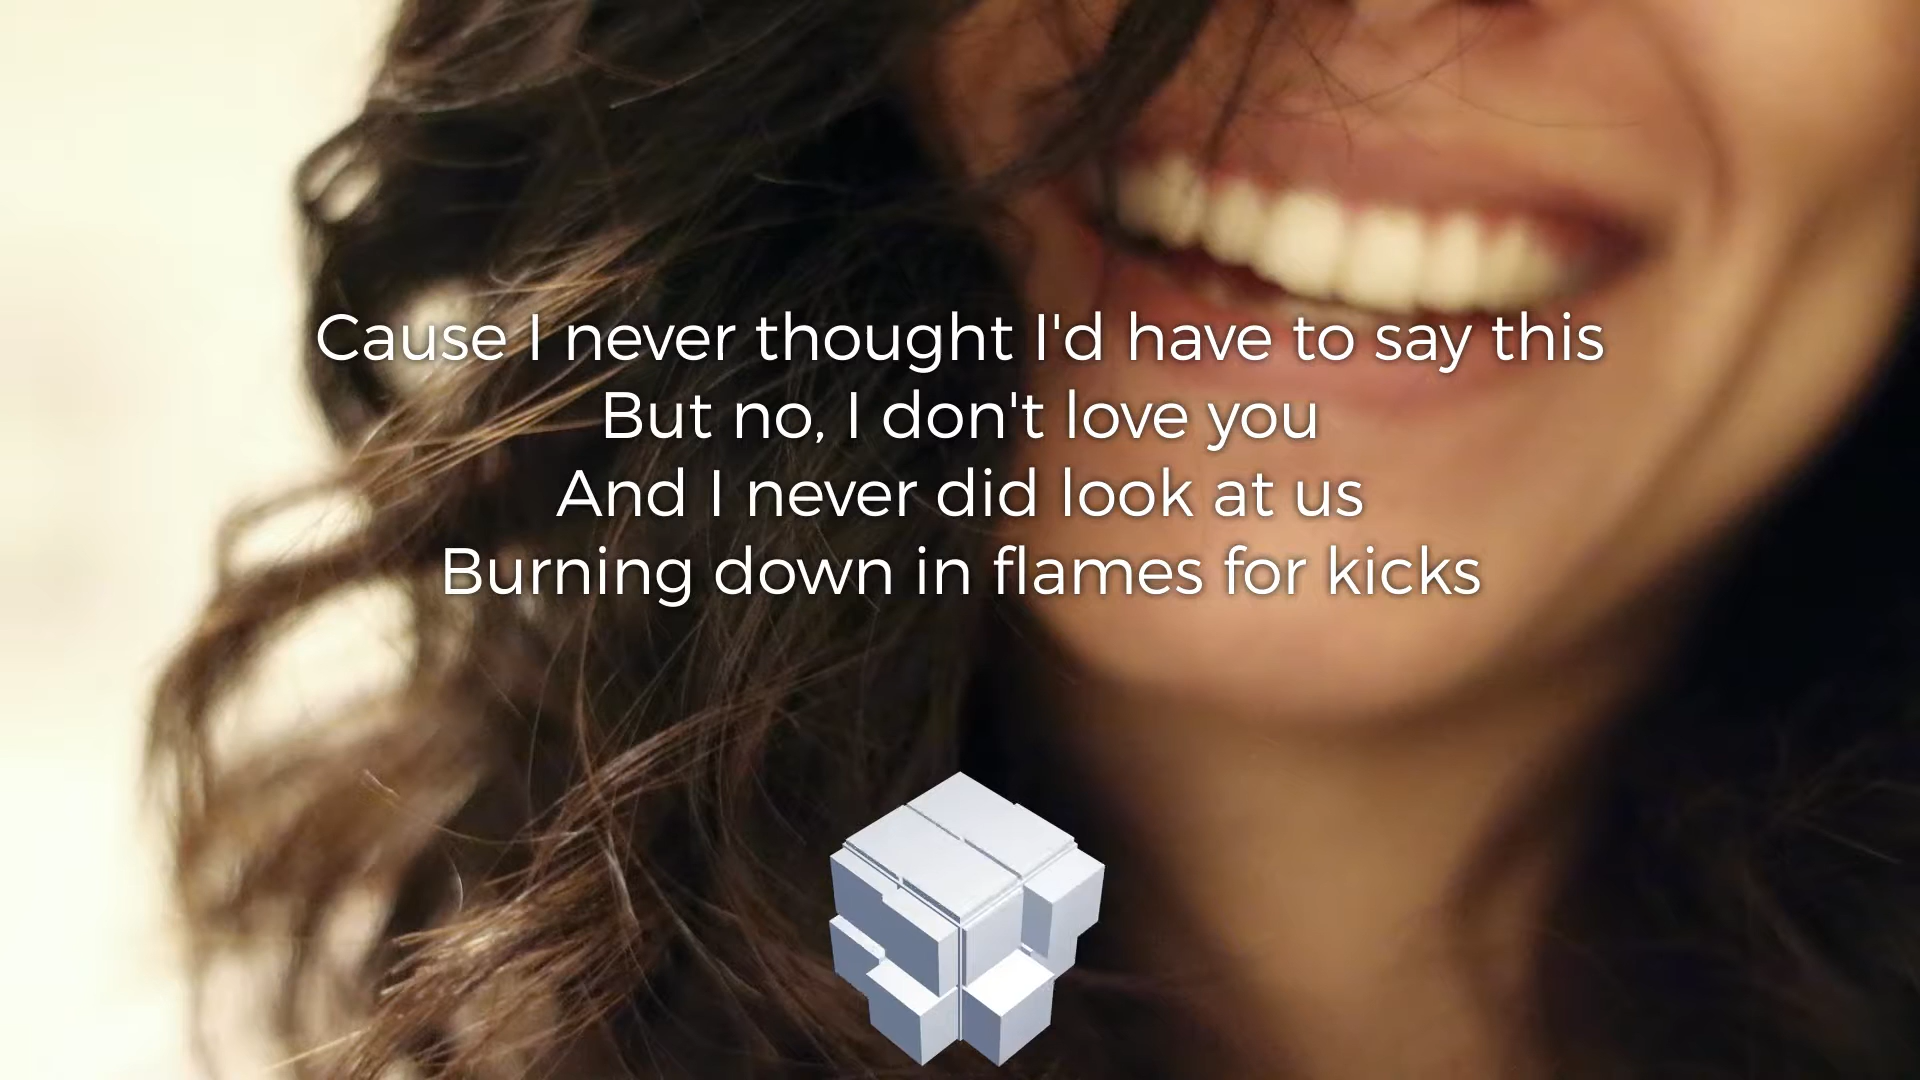 Cause I never thought I'd have to say this
But no, I don't love you
And I never did look at us
Burning down in flames for kicks